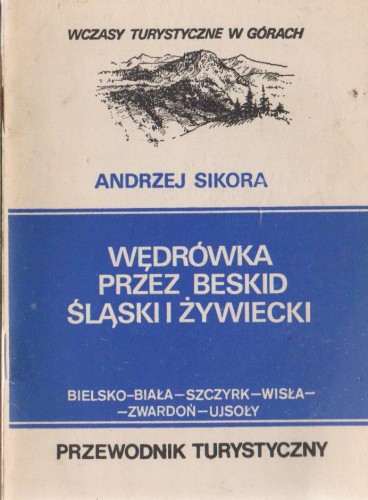 WCZASY TURYSTYCZNE W GÓRACH
ANDRZEJ SIKORA
WĘDRÓWKA
PRZEZ BESKID
ŚLĄSKI I ŻYWIECKI
BIELSKO-BIAŁA—SZCZYRK—WISŁA—
—ZWARDOŃ—UJSOŁY
PRZEWODNIK TURYSTYCZNY